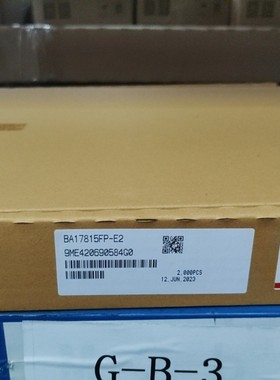 BA17815FP-E2
9ME420690584G0
2,000PCS
12.JUN.2023
G-B-3